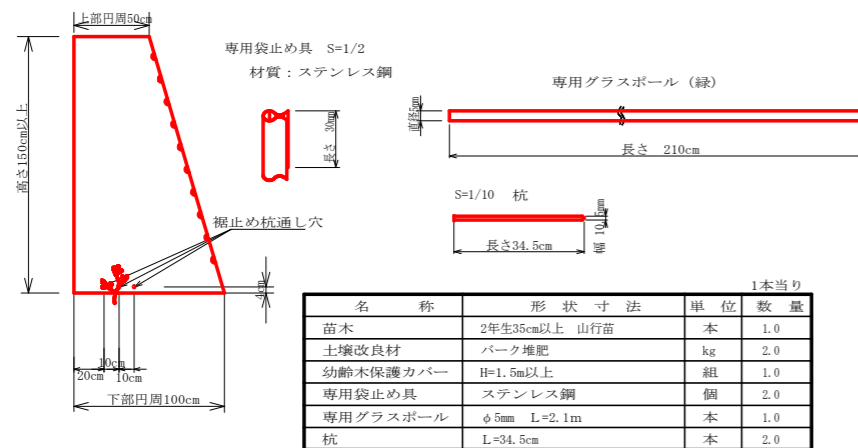 上部円周50cm
高さ150cm以上
専用袋止め具 S=1/2
材質：ステンレス鋼
長さ 30mm
専用グラスポール（緑）
直径5mm
長さ 210cm
S=1/10 杭
長さ34.5cm
裾止め杭通し穴
4cm
10cm
20cm
10cm
下部円周100cm
1本当り
名 称 形 状 寸 法 単 位 数 量
苗木 2年生35cm以上 山行苗 本 1.0
土壌改良材 バーク堆肥 kg 2.0
幼齢木保護カバー H=1.5m以上 組 1.0
専用袋止め具 ステンレス鋼 個 2.0
専用グラスポール φ5mm L=2.1m 本 1.0
杭 L=34.5cm 本 2.0